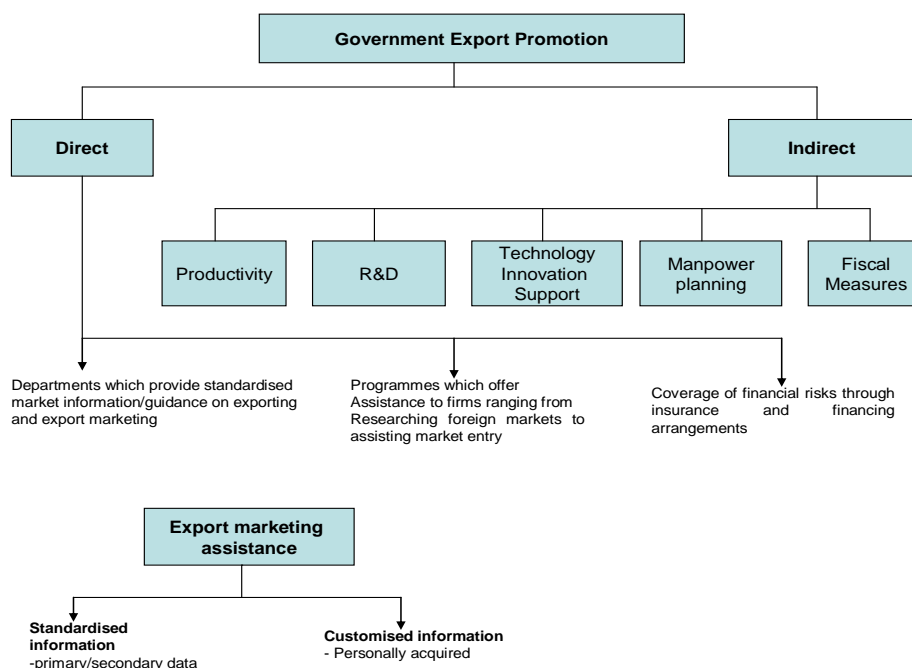 Government Export Promotion
Direct
Indirect
Productivity
R&D
Technology
Innovation
Support
Manpower
planning
Fiscal
Measures
Departments which provide standardised
market information/guidance on exporting
and export marketing
Programmes which offer
Assistance to firms ranging from
Researching foreign markets to
assisting market entry
Coverage of financial risks through
insurance and financing
arrangements
Export marketing
assistance
Standardised
information
-primary/secondary data
Customised information
- Personally acquired